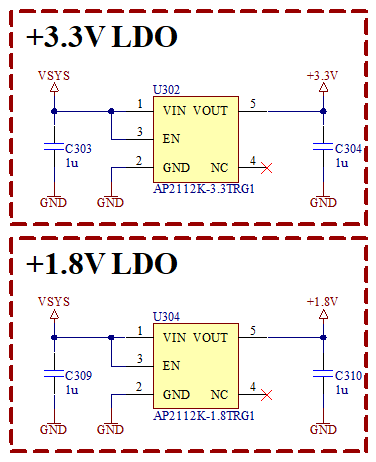 +3.3V LDO
VSYS
U302
+3.3V
1 VIN VOUT 5
3 EN
C303
1u
2 GND NC 4
C304
1u
GND GND AP2112K-3.3TRG1 GND
+1.8V LDO
VSYS
U304
+1.8V
1 VIN VOUT 5
3 EN
C309
1u
2 GND NC 4
C310
1u
GND GND AP2112K-1.8TRG1 GND